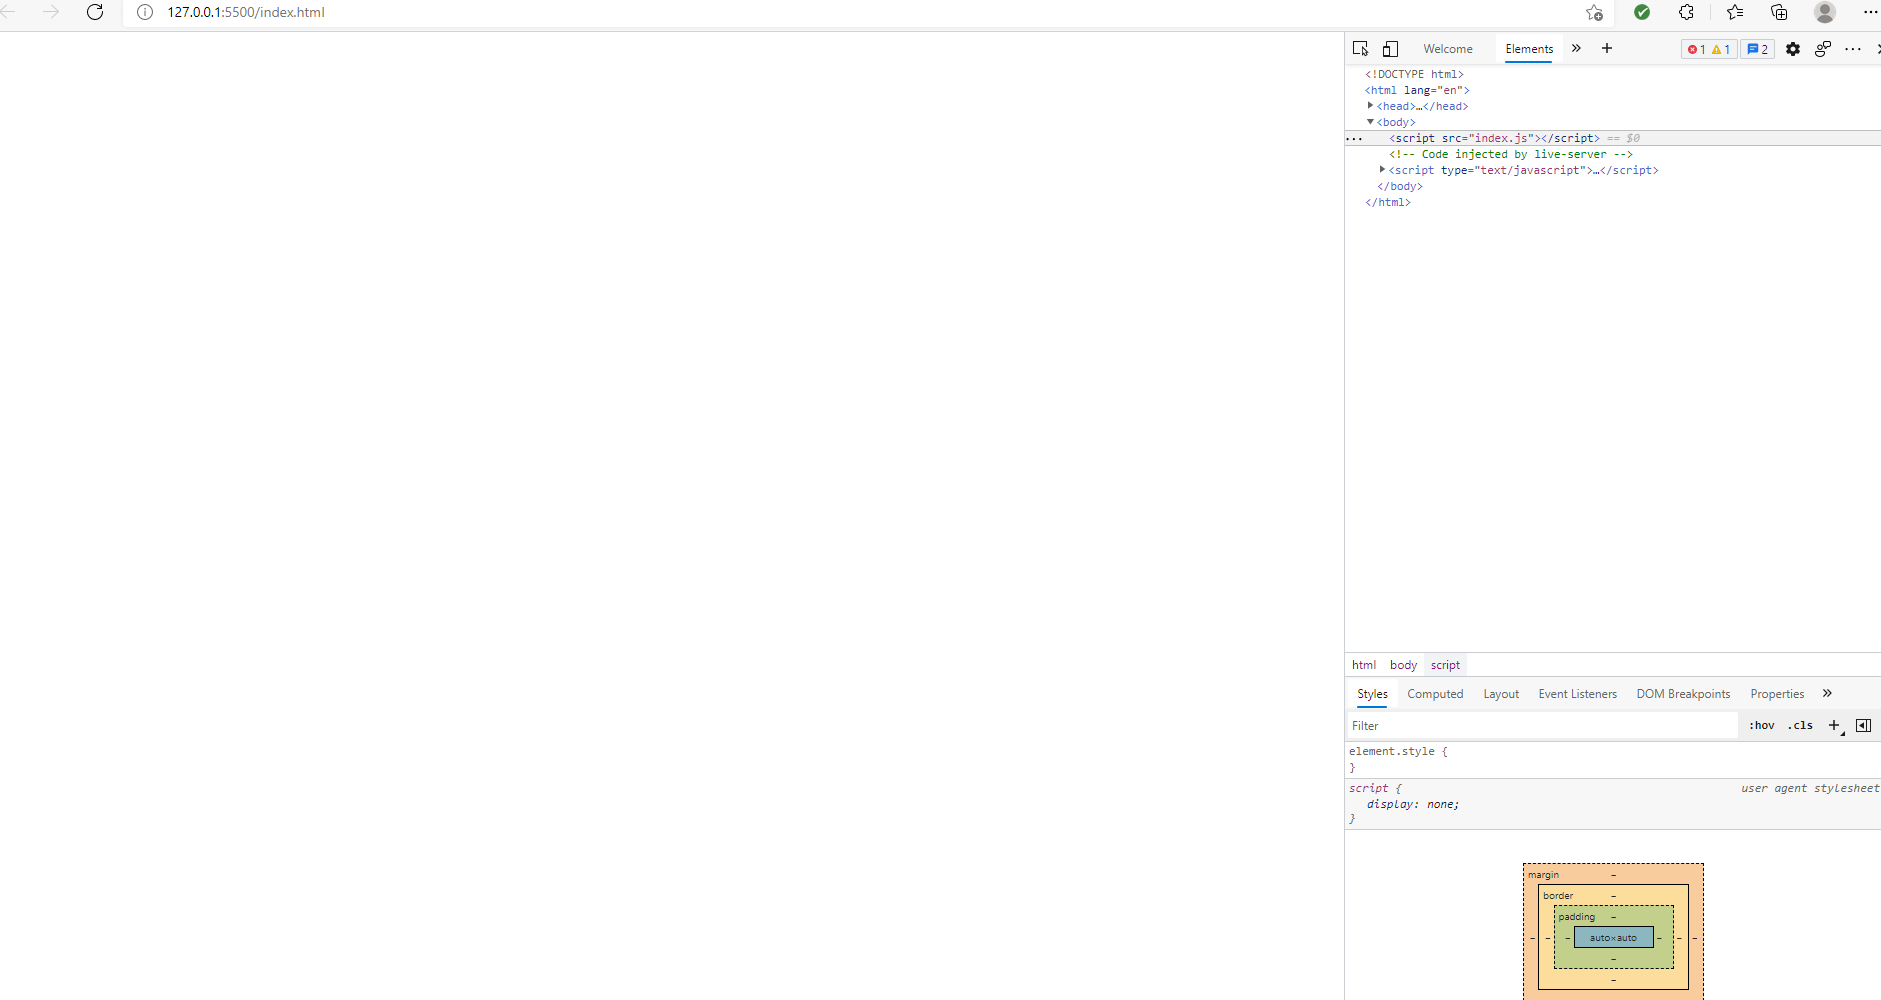 127.0.0.1:5500/index.html
Welcome Elements 1 1 2
<!DOCTYPE html>
<html lang="en">
<head>…</head>
<body>
<script src="index.js"></script> == $0
<!-- Code injected by live-server -->
<script type="text/javascript">…</script>
</body>
</html>
html body script
Styles Computed Layout Event Listeners DOM Breakpoints Properties
Filter :hov .cls
element.style {
}
script { user agent stylesheet
display: none;
}
margin –
border –
padding –
– – – auto×auto – – –
–
–